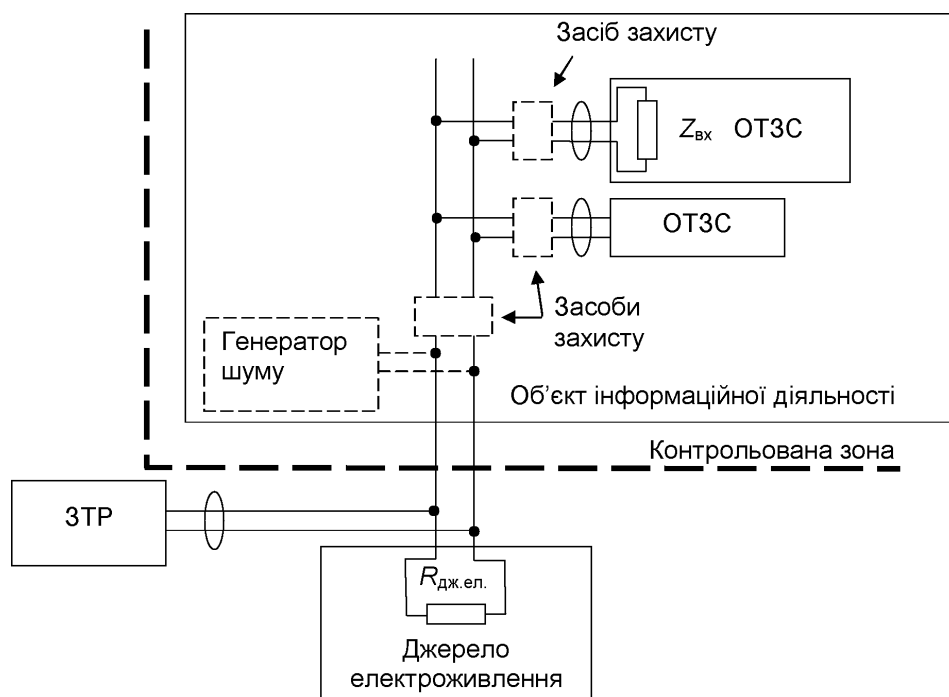 Засіб захисту
Zвх ОТЗС
ОТЗС
Засоби
захисту
Генератор
шуму
Об’єкт інформаційної діяльності
Контрольована зона
ЗТР
Rдж.ел.
Джерело
електроживлення